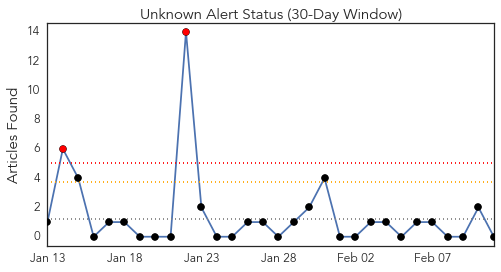 Unknown Alert Status (30-Day Window)
Articles Found
14
12
10
8
6
4
2
0
Jan 13 Jan 18 Jan 23 Jan 28 Feb 02 Feb 07